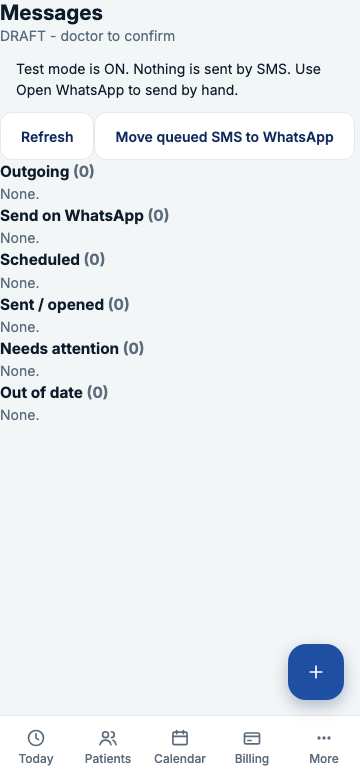 Messages
DRAFT - doctor to confirm
Test mode is ON. Nothing is sent by SMS. Use
Open WhatsApp to send by hand.
Refresh
Move queued SMS to WhatsApp
Outgoing (0)
None.
Send on WhatsApp (0)
None.
Scheduled (0)
None.
Sent / opened (0)
None.
Needs attention (0)
None.
Out of date (0)
None.
+
Today
Patients
Calendar
Billing
More